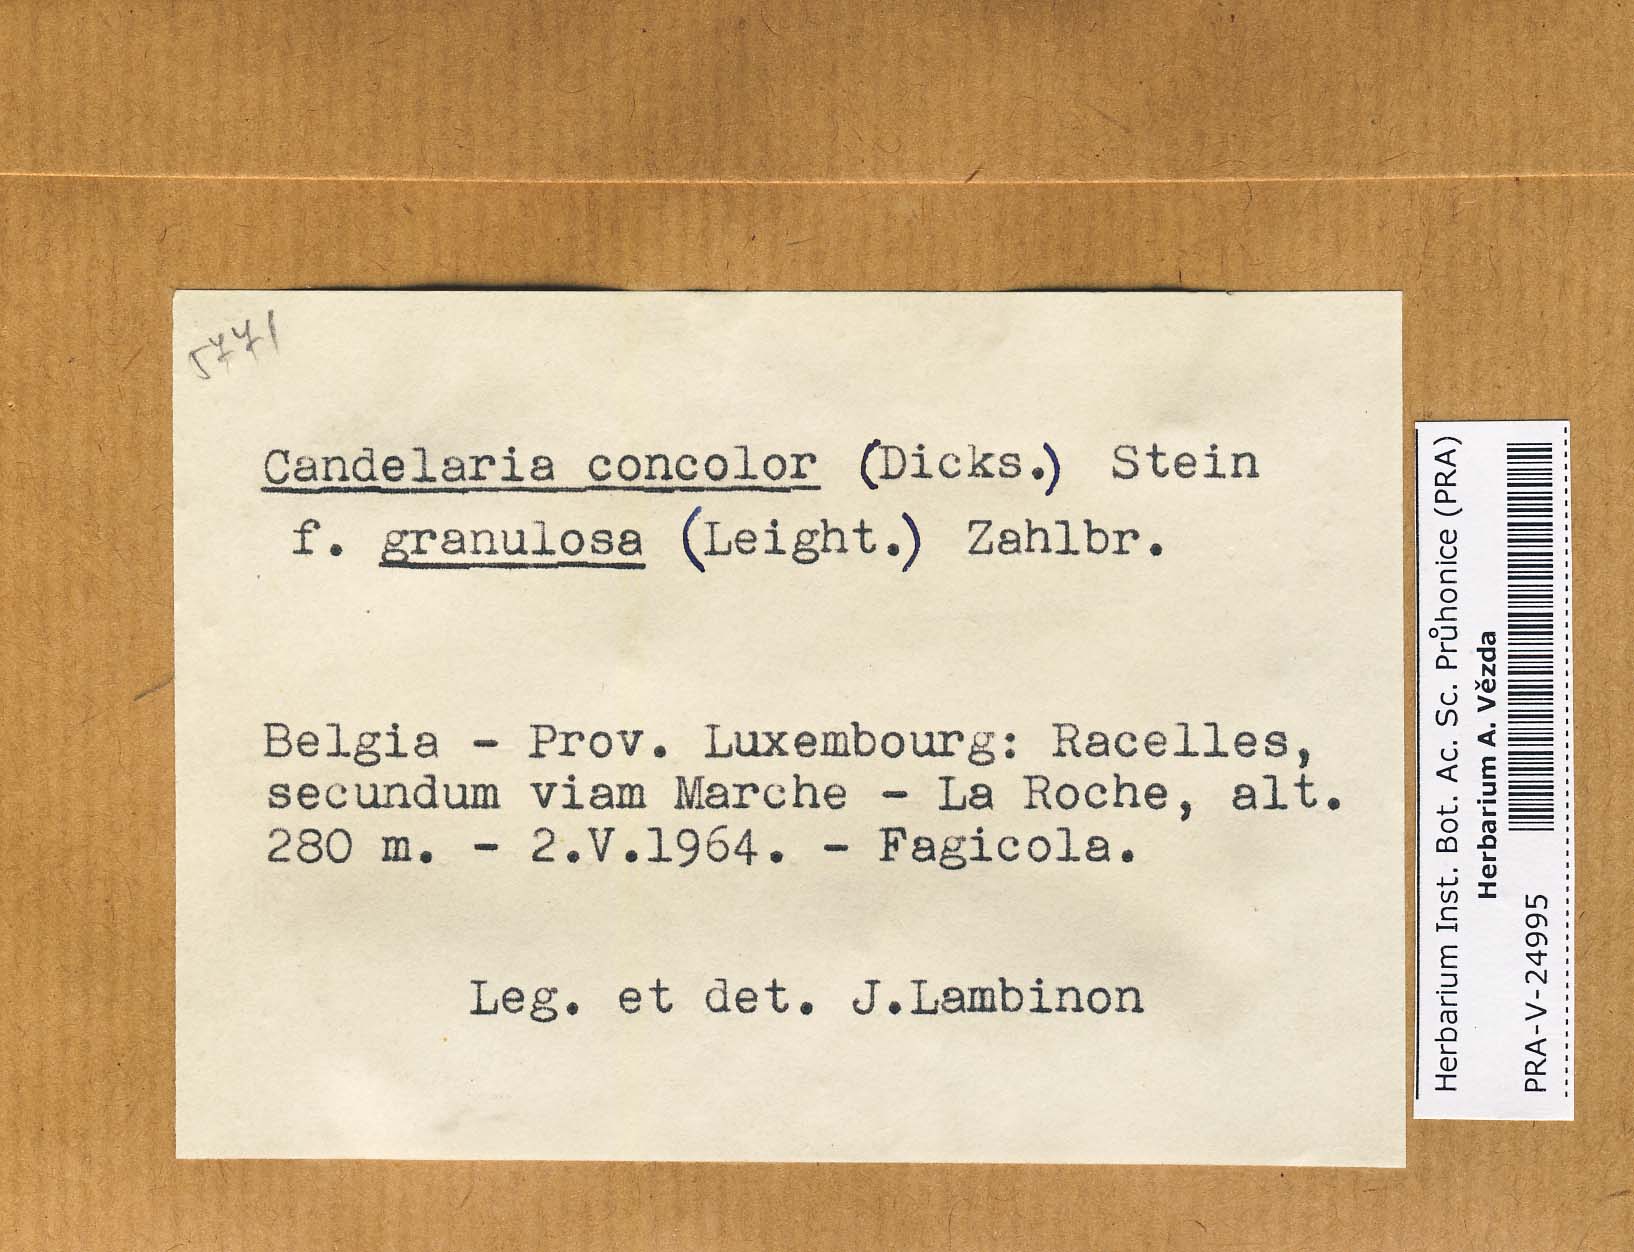 5771
Candelaria concolor (Dicks.) Stein
f. granulosa (Leight.) Zahlbr.
Belgia - Prov. Luxembourg: Racelles,
secundum viam Marche - La Roche, alt.
280 m. - 2.V.1964. - Fagicola.
Leg. et det. J.Lambinon
Herbarium Inst. Bot. Ac. Sc. Průhonice (PRA)
Herbarium A. Vězda
PRA-V-24995